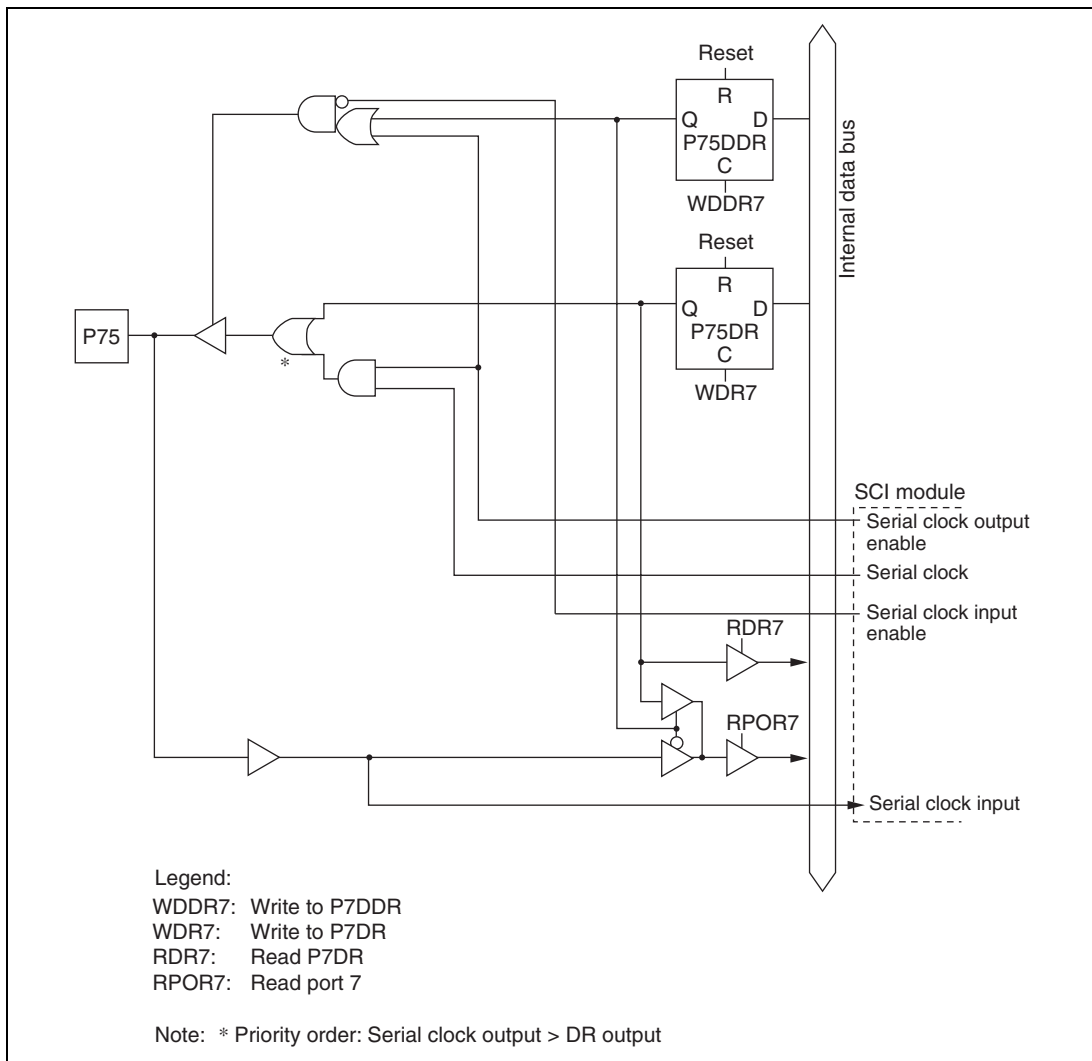 Reset
R
Q D
P75DDR
C
WDDR7
Internal data bus
Reset
R
Q D
P75DR
C
WDR7
P75
*
SCI module
Serial clock output
enable
Serial clock
Serial clock input
enable
RDR7
RPOR7
Serial clock input
Legend:
WDDR7: Write to P7DDR
WDR7: Write to P7DR
RDR7: Read P7DR
RPOR7: Read port 7
Note: * Priority order: Serial clock output > DR output